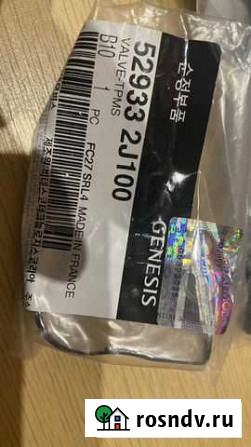 순정부품
52933 2J100
VALVE-TPMS
B10 1 PC
FC27 SRL4 MADE IN FRANCE
GENESIS
rosndv.ru